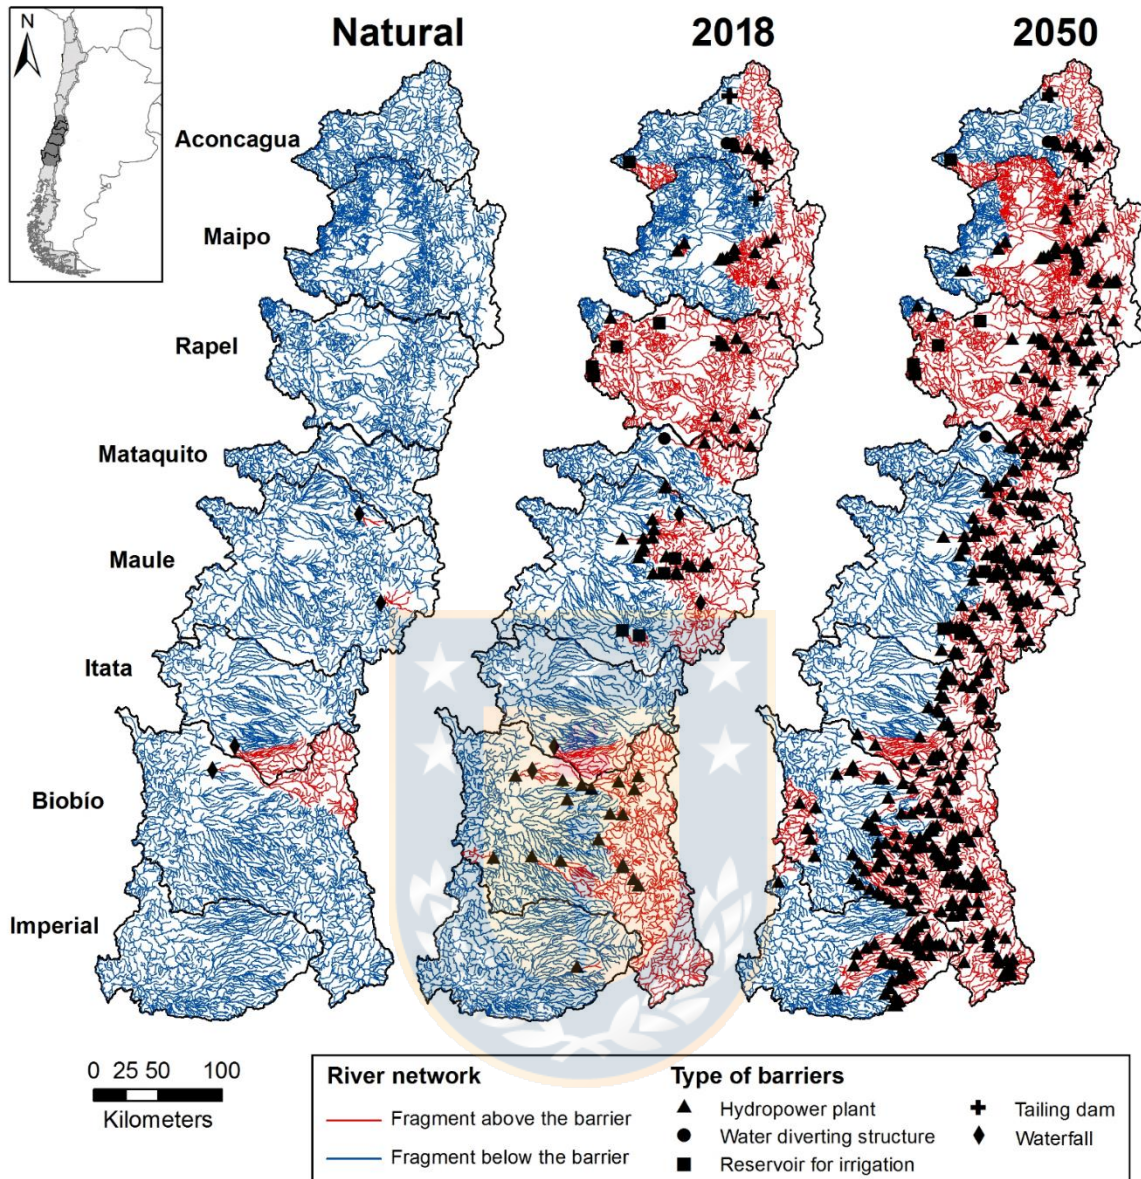 N
Natural 2018 2050
Aconcagua
Maipo
Rapel
Mataquito
Maule
Itata
Biobío
Imperial
0 25 50 100
Kilometers
River network
Fragment above the barrier
Fragment below the barrier
Type of barriers
Hydropower plant
Water diverting structure
Reservoir for irrigation
Tailing dam
Waterfall